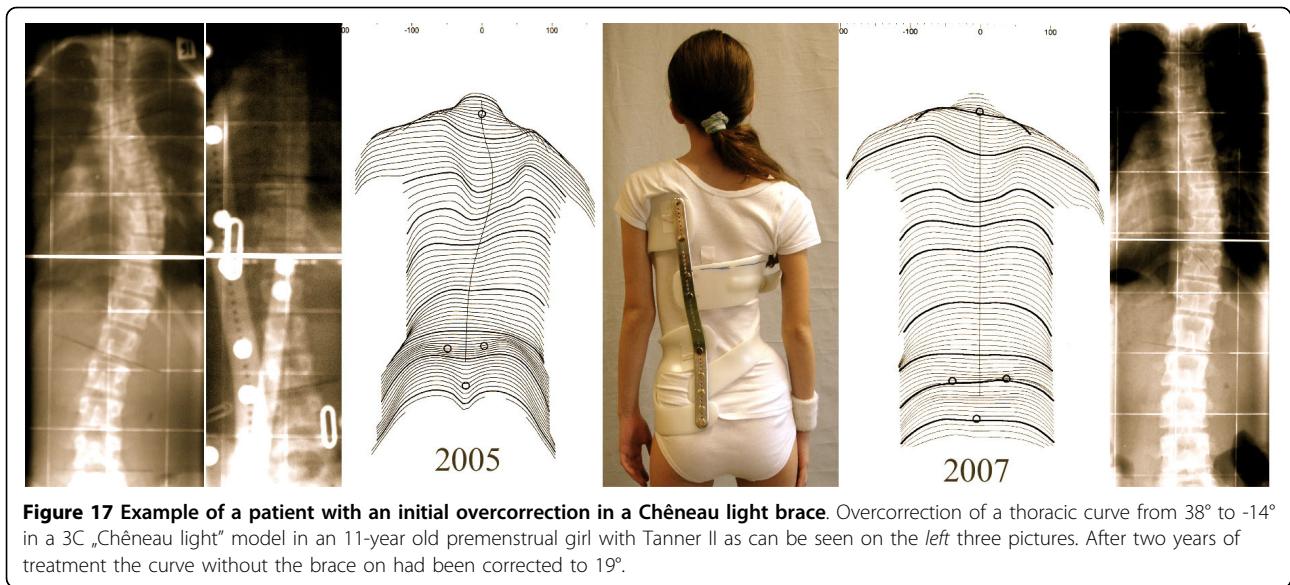 00 -100 0 100
-100 0 100
2005
2007
Figure 17 Example of a patient with an initial overcorrection in a Chêneau light brace. Overcorrection of a thoracic curve from 38° to -14°
in a 3C „Chêneau light” model in an 11-year old premenstrual girl with Tanner II as can be seen on the left three pictures. After two years of
treatment the curve without the brace on had been corrected to 19°.